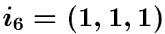 i₆ = (1, 1, 1)